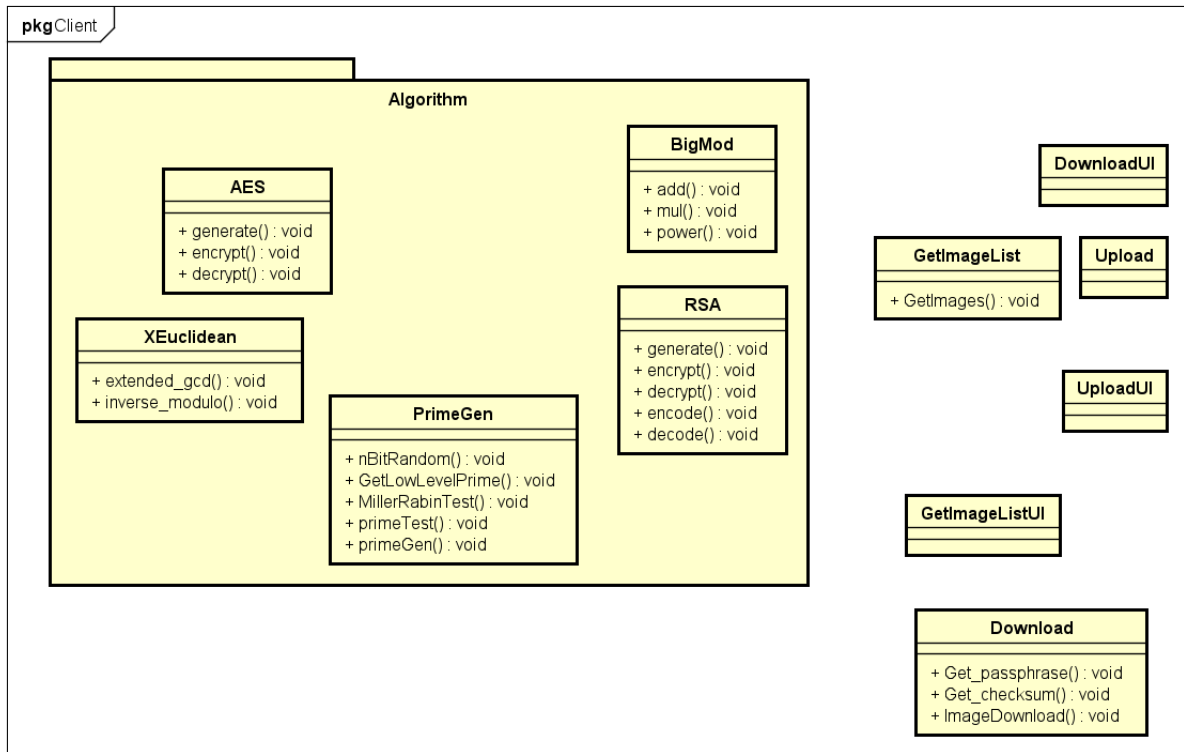 pkg Client
Algorithm
AES
+ generate() : void
+ encrypt() : void
+ decrypt() : void
BigMod
+ add() : void
+ mul() : void
+ power() : void
XEuclidean
+ extended_gcd() : void
+ inverse_modulo() : void
PrimeGen
+ nBitRandom() : void
+ GetLowLevelPrime() : void
+ MillerRabinTest() : void
+ primeTest() : void
+ primeGen() : void
RSA
+ generate() : void
+ encrypt() : void
+ decrypt() : void
+ encode() : void
+ decode() : void
DownloadUI
GetImageList
+ GetImages() : void
Upload
UploadUI
GetImageListUI
Download
+ Get_passphrase() : void
+ Get_checksum() : void
+ ImageDownload() : void